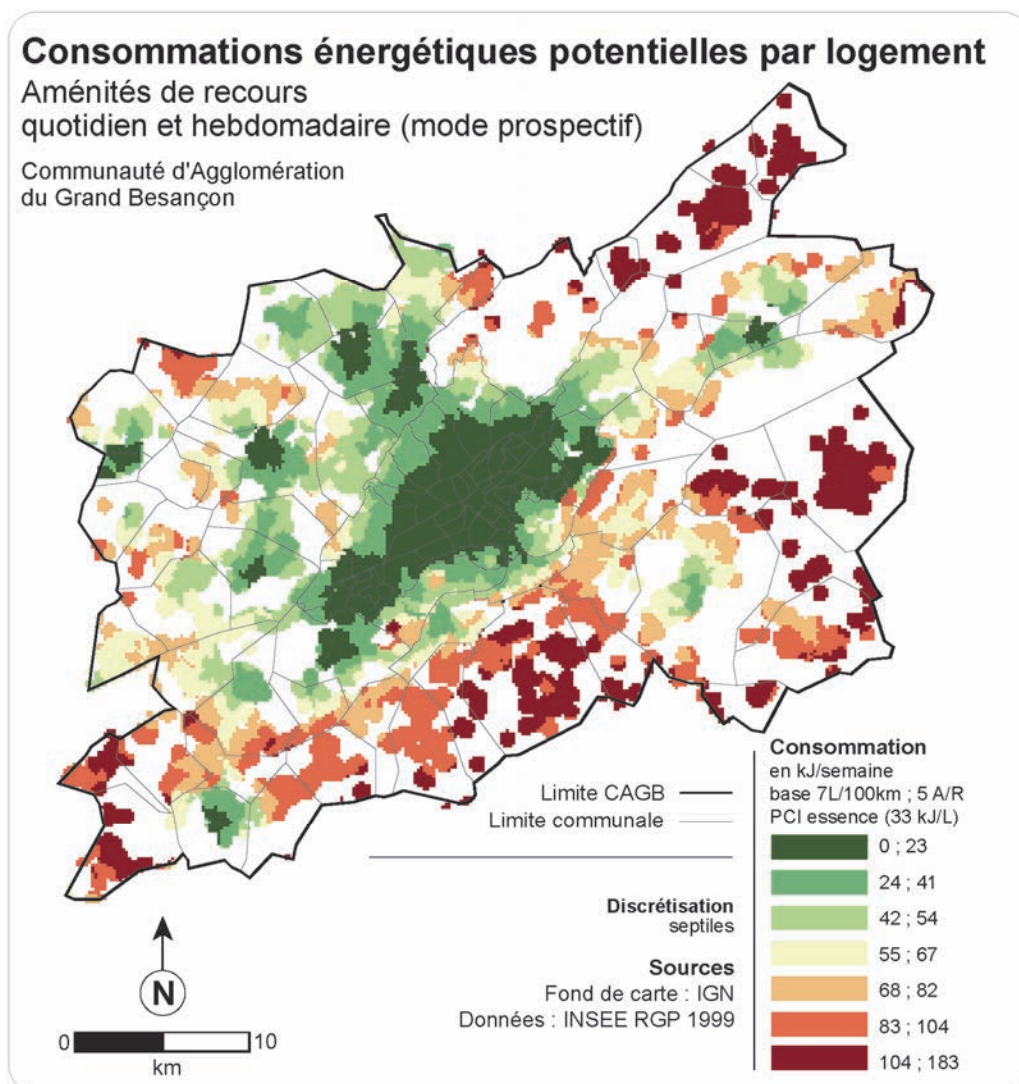 Consommations énergétiques potentielles par logement
Aménités de recours
quotidien et hebdomadaire (mode prospectif)
Communauté d'Agglomération
du Grand Besançon
Limite CAGB
Limite communale
Discrétisation
septiles
Sources
Fond de carte : IGN
Données : INSEE RGP 1999
Consommation
en kJ/semaine
base 7L/100km ; 5 A/R
PCI essence (33 kJ/L)
0 ; 23
24 ; 41
42 ; 54
55 ; 67
68 ; 82
83 ; 104
104 ; 183
N
0 10
km